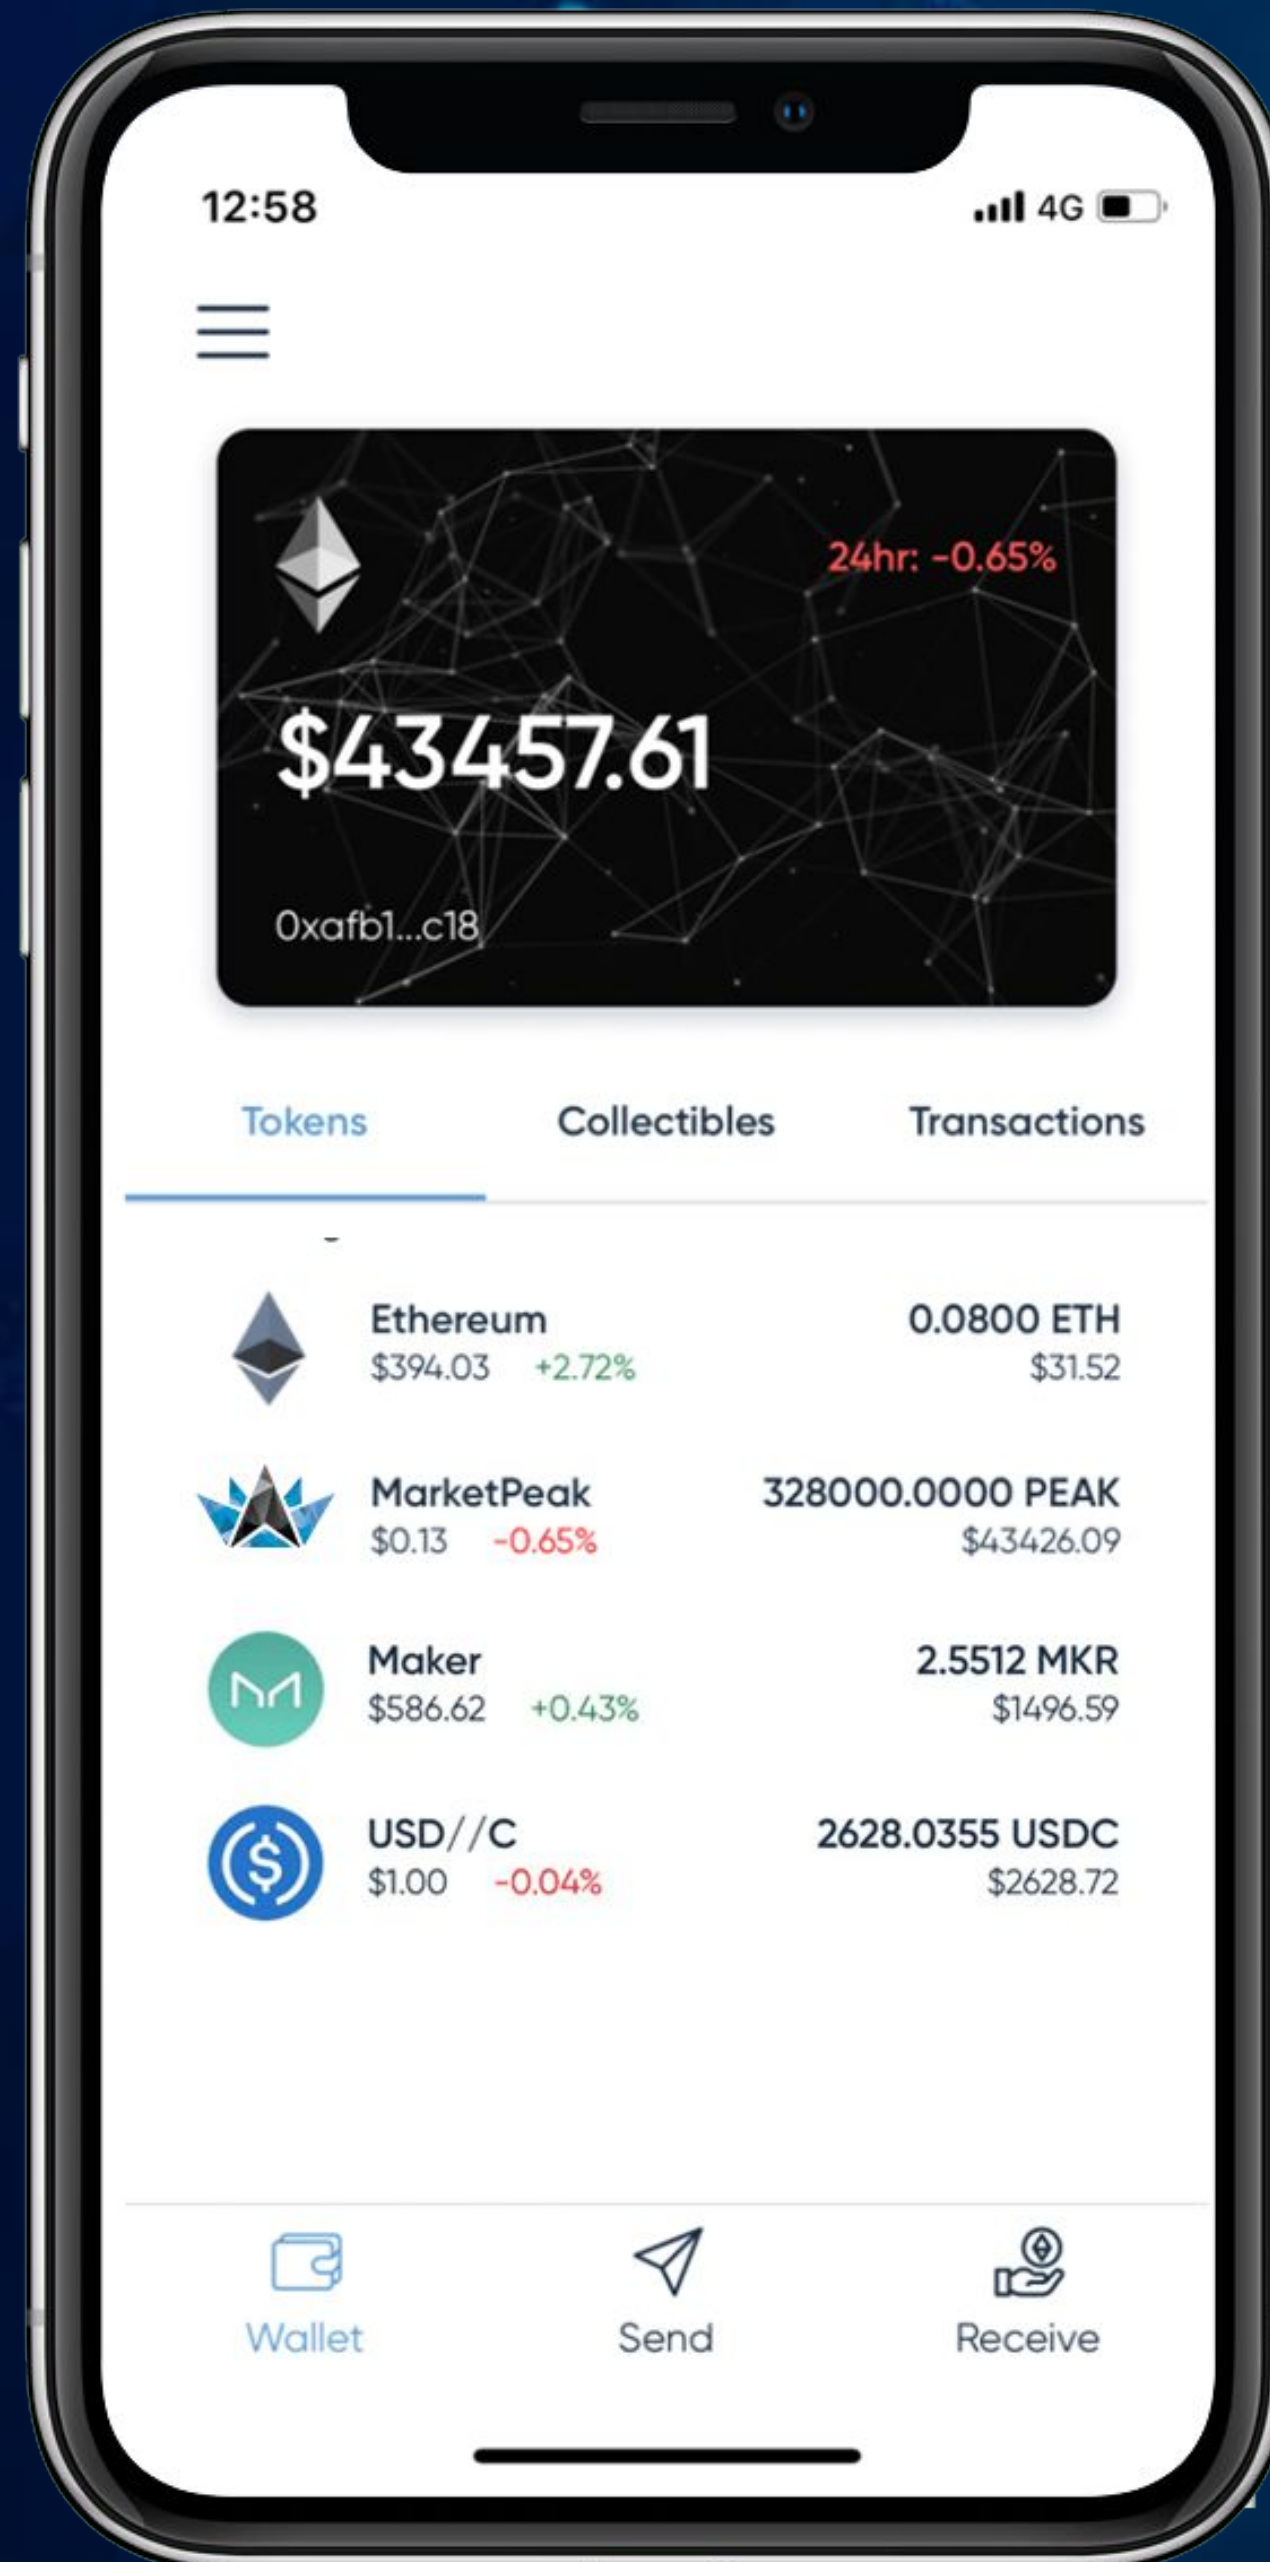 12:58 4G
24hr: -0.65%
$43457.61
0xafb1...c18
Tokens Collectibles Transactions
Ethereum 0.0800 ETH
$394.03 +2.72% $31.52
MarketPeak 328000.0000 PEAK
$0.13 -0.65% $43426.09
Maker 2.5512 MKR
$586.62 +0.43% $1496.59
USD//C 2628.0355 USDC
$1.00 -0.04% $2628.72
Wallet Send Receive